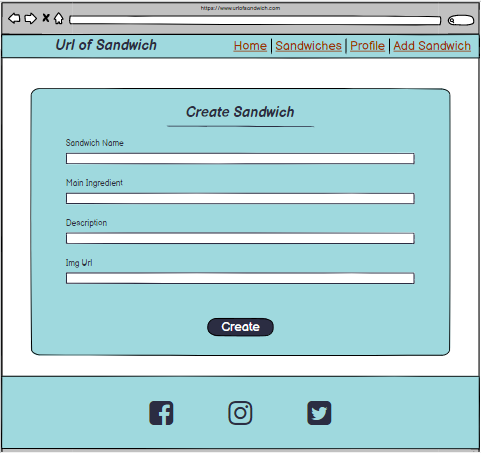 https://www.urlofsandwich.com
Url of Sandwich Home Sandwiches Profile Add Sandwich
Create Sandwich
Sandwich Name
Main Ingredient
Description
Img Url
Create